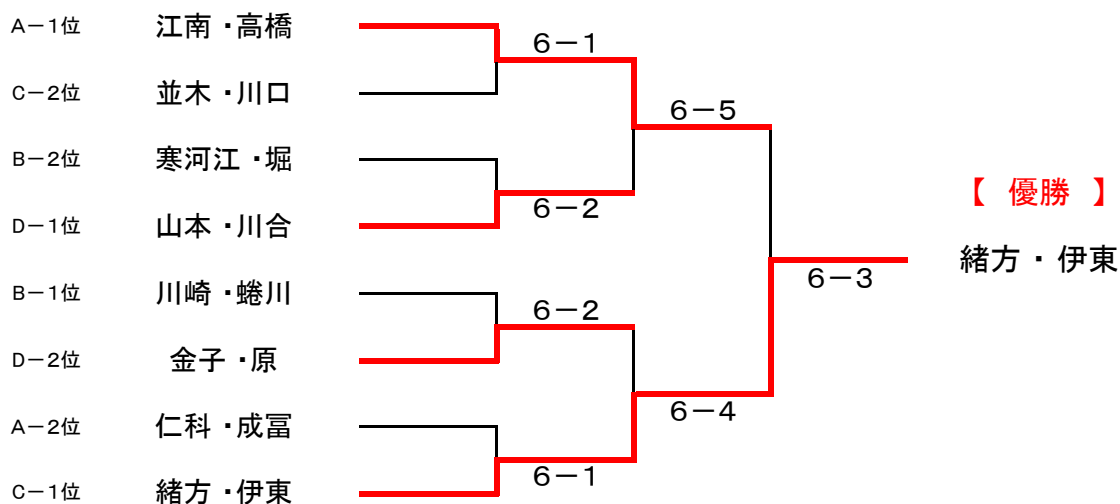 A－1位 江南・高橋
6－1
C－2位 並木・川口
6－5
B－2位 寒河江・堀
【 優勝 】
6－2
D－1位 山本・川合
緒方・伊東
6－3
B－1位 川崎・蜷川
6－2
D－2位 金子・原
6－4
A－2位 仁科・成冨
6－1
C－1位 緒方・伊東